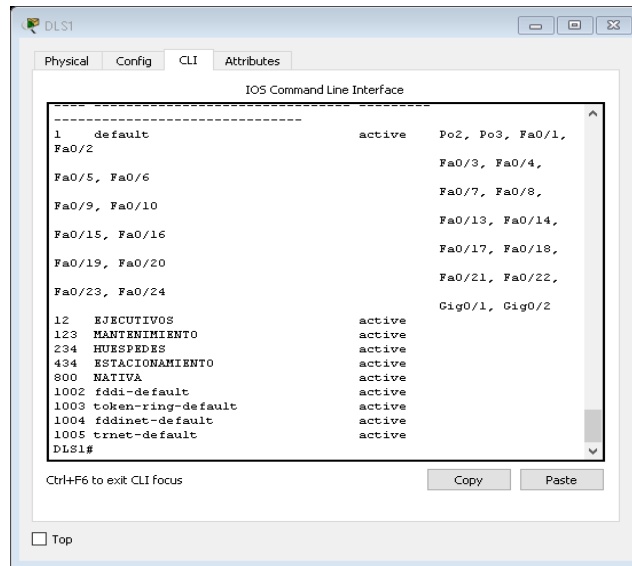 DLS1
Physical Config CLI Attributes
IOS Command Line Interface
---- -------------------------------- ---------
-------------------------------
1 default active Po2, Po3, Fa0/1,
Fa0/2
Fa0/3, Fa0/4,
Fa0/5, Fa0/6
Fa0/7, Fa0/8,
Fa0/9, Fa0/10
Fa0/13, Fa0/14,
Fa0/15, Fa0/16
Fa0/17, Fa0/18,
Fa0/19, Fa0/20
Fa0/21, Fa0/22,
Fa0/23, Fa0/24
Gig0/1, Gig0/2
12 EJECUTIVOS active
123 MANTENIMIENTO active
234 HUESPEDES active
434 ESTACIONAMIENTO active
800 NATIVA active
1002 fddi-default active
1003 token-ring-default active
1004 fddinet-default active
1005 trnet-default active
DLS1#
Ctrl+F6 to exit CLI focus Copy Paste
Top